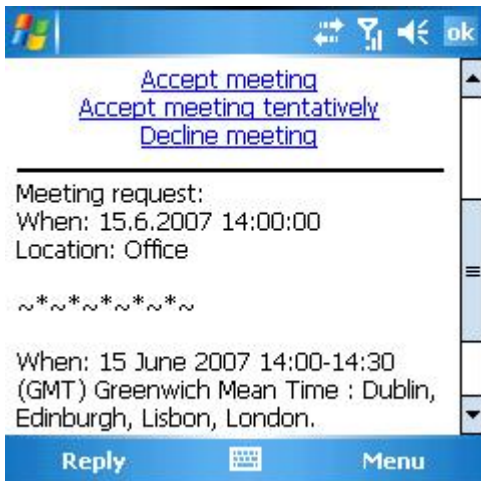 ok
Accept meeting
Accept meeting tentatively
Decline meeting
Meeting request:
When: 15.6.2007 14:00:00
Location: Office
~*~*~*~*~*~
When: 15 June 2007 14:00-14:30
(GMT) Greenwich Mean Time : Dublin,
Edinburgh, Lisbon, London.
Reply Menu